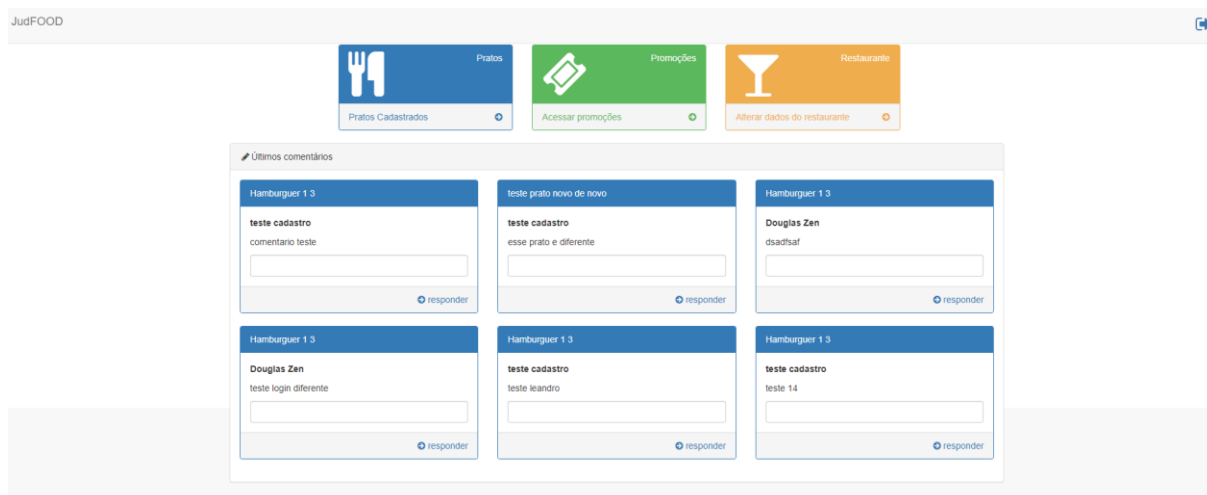 JudFOOD
Pratos
Promoções
Restaurante
Pratos Cadastrados
Acessar promoções
Alterar dados do restaurante
Últimos comentários
Hamburguer 1 3
teste cadastro
comentario teste
responder
teste prato novo de novo
teste cadastro
esse prato e diferente
responder
Hamburguer 1 3
Douglas Zen
dsadfsaf
responder
Hamburguer 1 3
Douglas Zen
teste login diferente
responder
Hamburguer 1 3
teste cadastro
teste leandro
responder
Hamburguer 1 3
teste cadastro
teste 14
responder